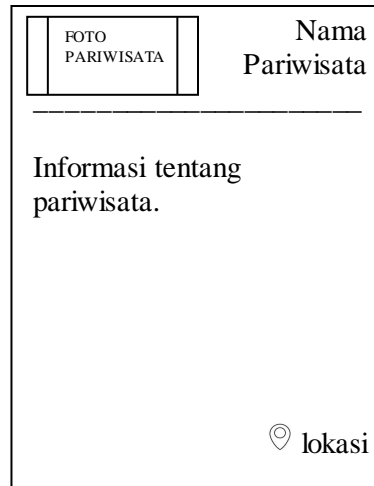 FOTO
PARIWISATA
Nama
Pariwisata
Informasi tentang
pariwisata.
lokasi